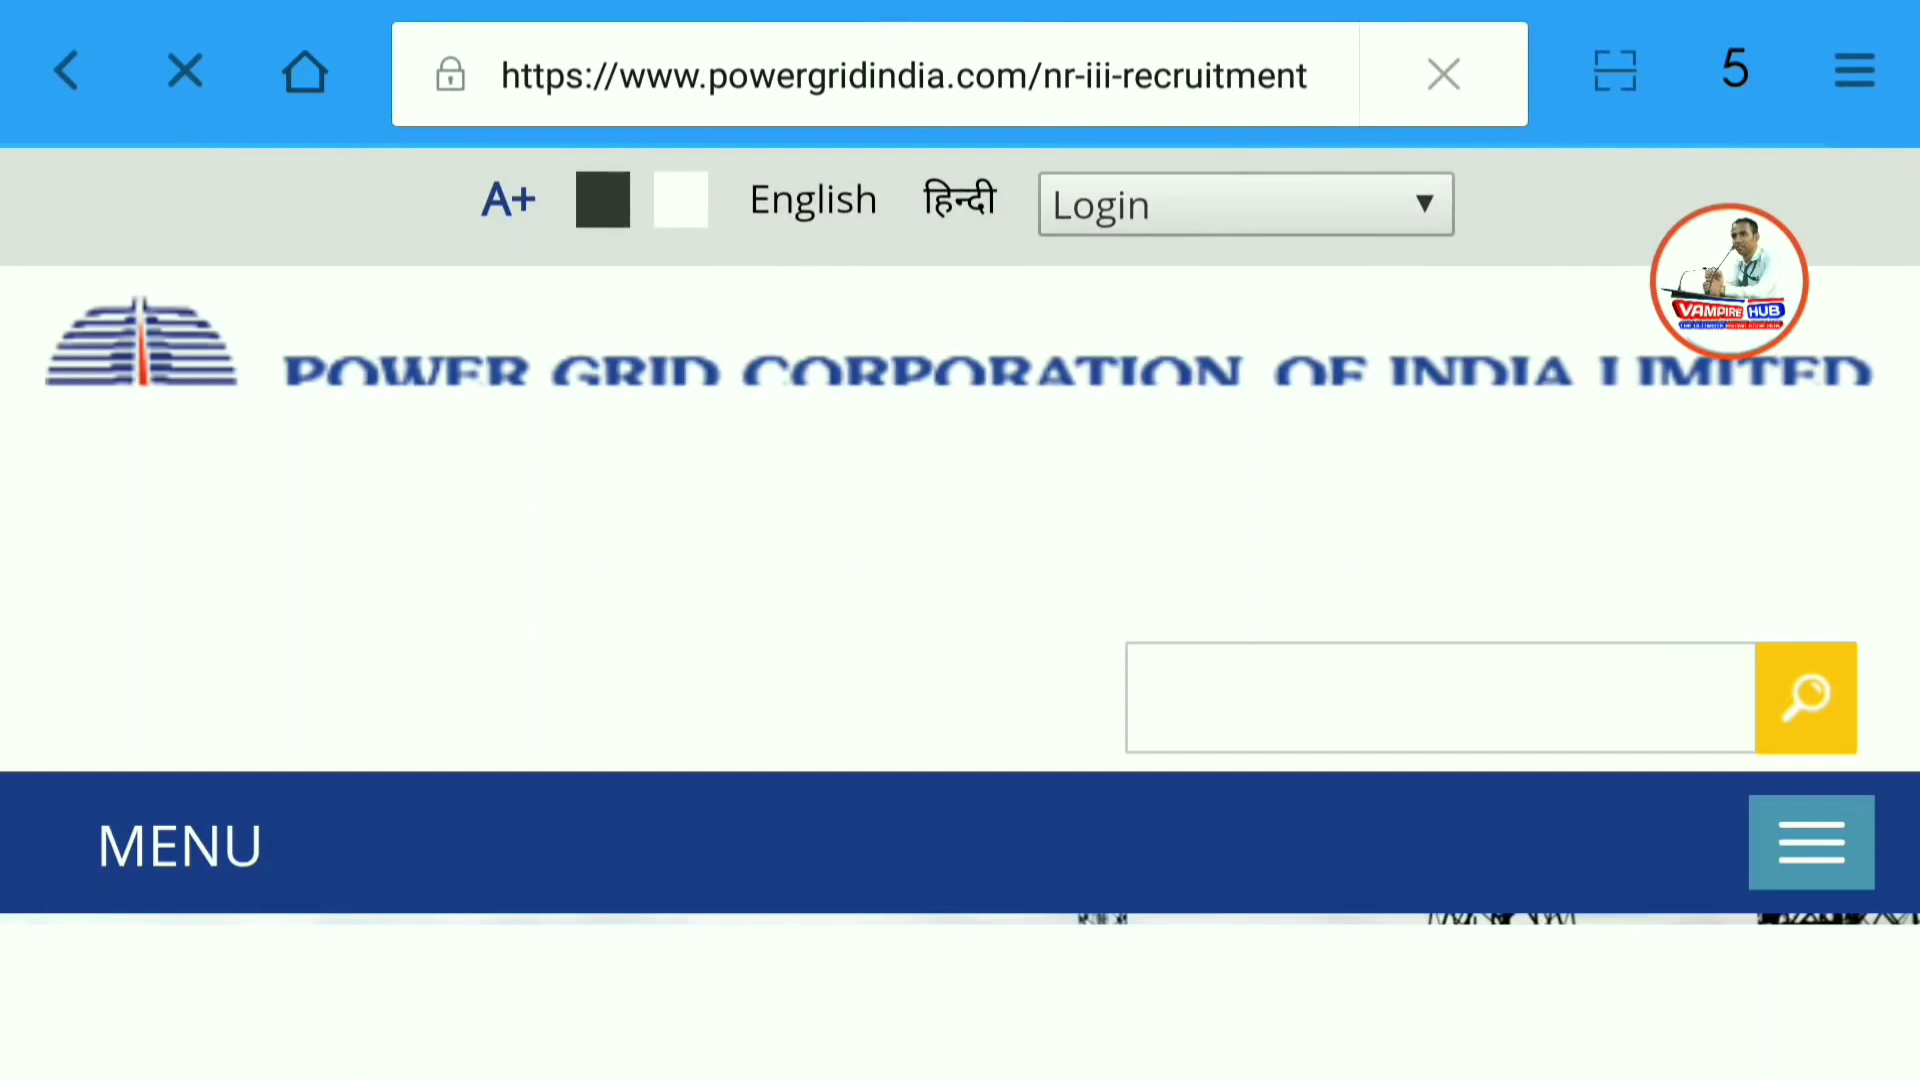 https://www.powergridindia.com/nr-iii-recruitment
5
A+ English हिन्दी Login
VAMPIRE HUB
POWER GRID CORPORATION OF INDIA LIMITED
MENU